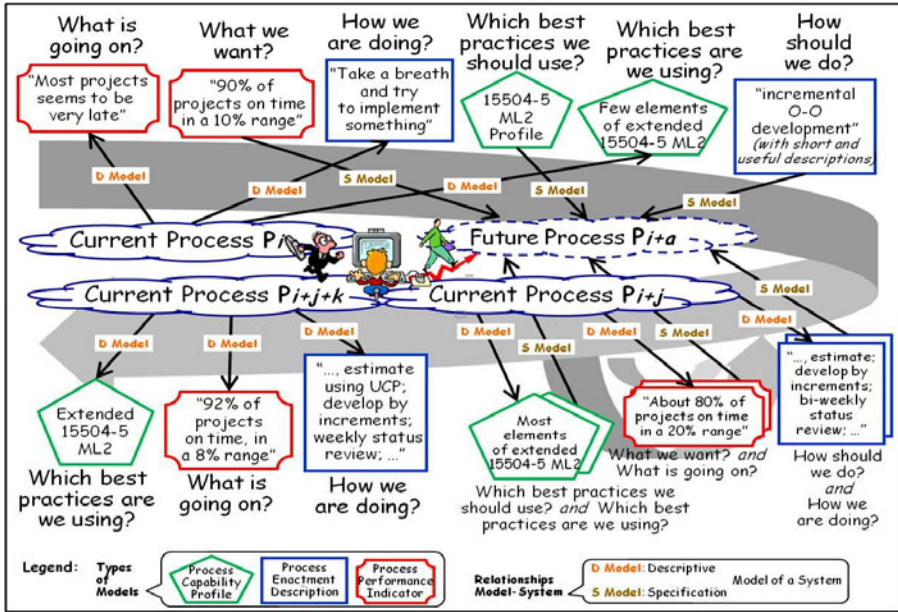 What is
going on?
What we
want?
How we
are doing?
Which best
practices we
should use?
Which best
practices are
we using?
How
should
we do?
"Most projects
seems to be
very late"
"90% of
projects on time
in a 10% range"
"Take a breath
and try
to implement
something"
15504-5
ML2
Profile
Few elements
of extended
15504-5 ML2
"incremental
O-O
development"
(with short and
useful descriptions)
D Model
D Model
S Model
D Model
S Model
S Model
Current Process Pi
Future Process Pi+a
Current Process Pi+j+k
Current Process Pi+j
D Model
D Model
D Model
D Model
S Model
D Model
S Model
D Model
S Model
Extended
15504-5
ML2
"92% of
projects
on time, in
a 8% range"
"..., estimate
using UCP;
develop by
increments;
weekly status
review; ..."
Most
elements
of extended
15504-5 ML2
"About 80% of
projects on time
in a 20% range"
"..., estimate;
develop by
increments;
bi-weekly
status
review; ..."
Which best
practices are
we using?
What is
going on?
How we
are doing?
Which best practices we
should use? and Which best
practices are we using?
What we want? and
What is going on?
How should
we do?
and
How we
are doing?
Legend:
Types
of
Models
Process
Capability
Profile
Process
Enactment
Description
Process
Performance
Indicator
Relationships
Model-System
D Model: Descriptive
S Model: Specification
Model of a System